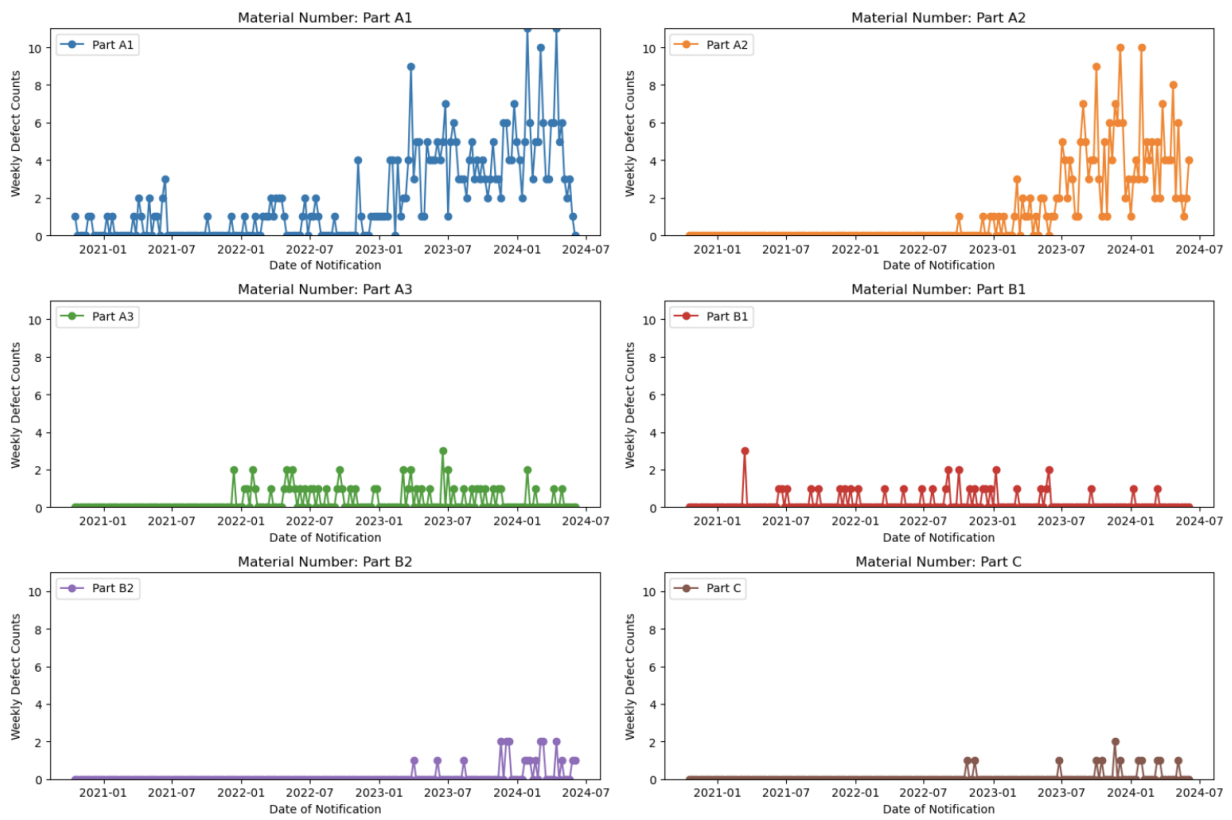 Material Number: Part A1
Part A1
10
8
6
4
2
0
Weekly Defect Counts
2021-01 2021-07 2022-01 2022-07 2023-01 2023-07 2024-01 2024-07
Date of Notification
Material Number: Part A2
Part A2
10
8
6
4
2
0
Weekly Defect Counts
2021-01 2021-07 2022-01 2022-07 2023-01 2023-07 2024-01 2024-07
Date of Notification
Material Number: Part A3
Part A3
10
8
6
4
2
0
Weekly Defect Counts
2021-01 2021-07 2022-01 2022-07 2023-01 2023-07 2024-01 2024-07
Date of Notification
Material Number: Part B1
Part B1
10
8
6
4
2
0
Weekly Defect Counts
2021-01 2021-07 2022-01 2022-07 2023-01 2023-07 2024-01 2024-07
Date of Notification
Material Number: Part B2
Part B2
10
8
6
4
2
0
Weekly Defect Counts
2021-01 2021-07 2022-01 2022-07 2023-01 2023-07 2024-01 2024-07
Date of Notification
Material Number: Part C
Part C
10
8
6
4
2
0
Weekly Defect Counts
2021-01 2021-07 2022-01 2022-07 2023-01 2023-07 2024-01 2024-07
Date of Notification